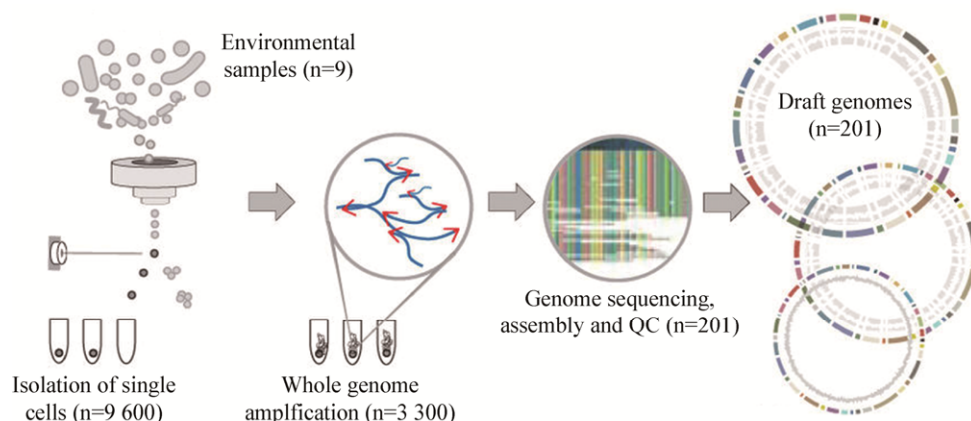 Environmental
samples (n=9)
Isolation of single
cells (n=9 600)
Whole genome
amplfication (n=3 300)
Genome sequencing,
assembly and QC (n=201)
Draft genomes
(n=201)